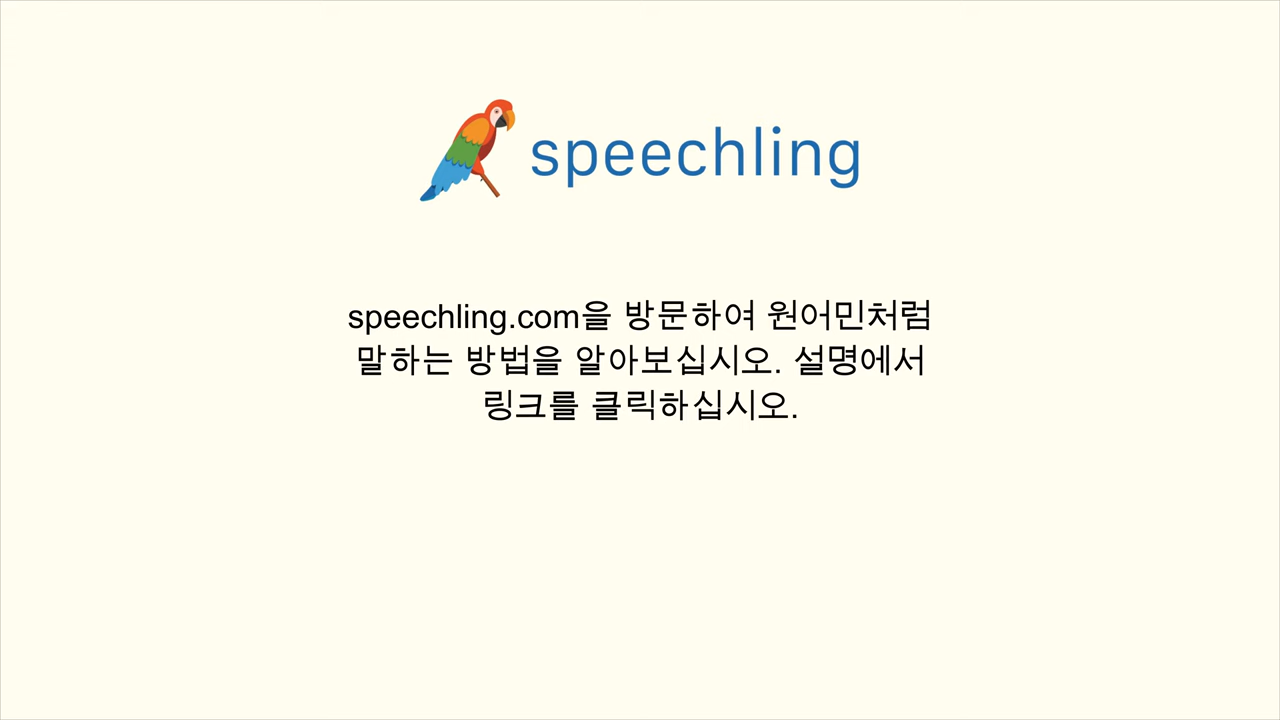 speechling
speechling.com을 방문하여 원어민처럼
말하는 방법을 알아보십시오. 설명에서
링크를 클릭하십시오.